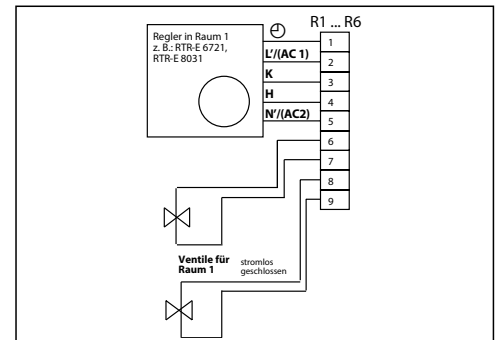 R1 ... R6
Regler in Raum 1
z. B.: RTR-E 6721,
RTR-E 8031
L'/(AC 1)
K
H
N'/(AC2)
1
2
3
4
5
6
7
8
9
Ventile für
Raum 1
stromlos
geschlossen